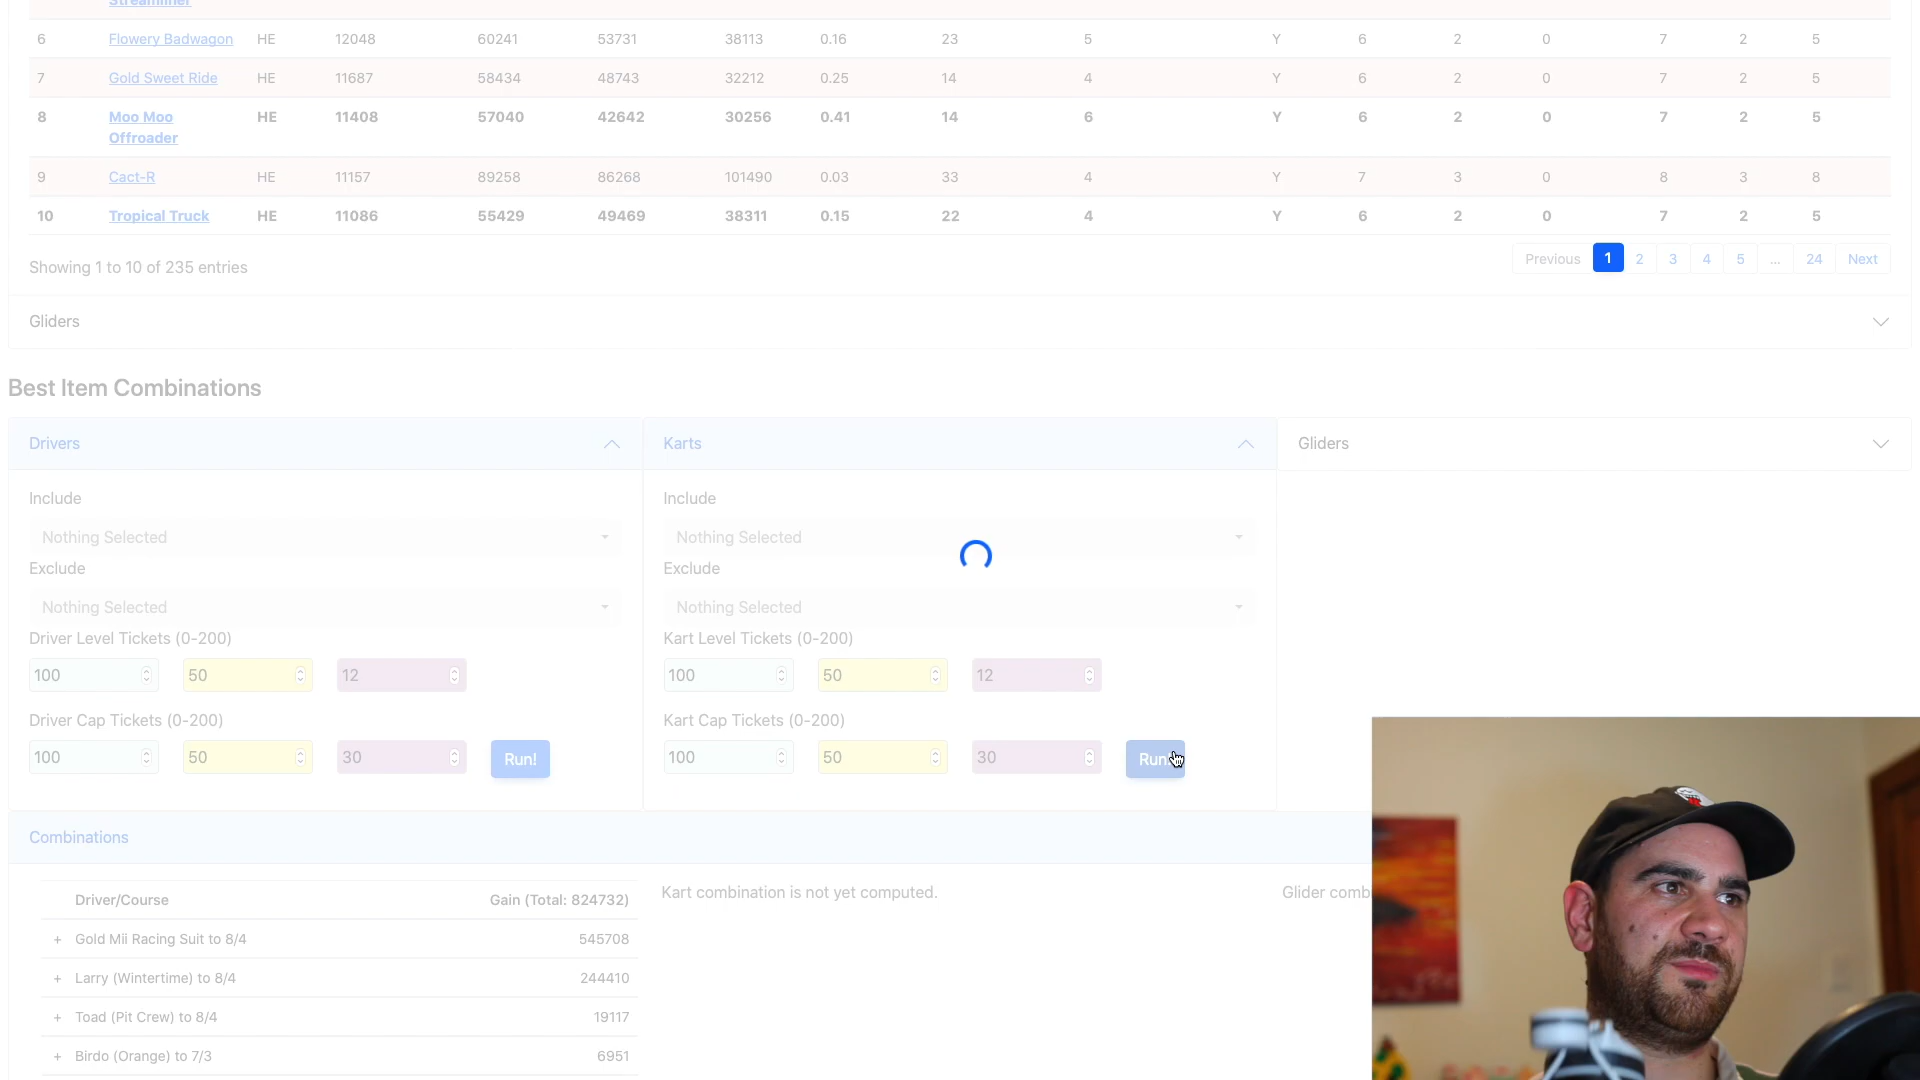 Streamliner
6 Flowery Badwagon HE 12048 60241 53731 38113 0.16 23 5 Y 6 2 0 7 2 5
7 Gold Sweet Ride HE 11687 58434 48743 32212 0.25 14 4 Y 6 2 0 7 2 5
8 Moo Moo HE 11408 57040 42642 30256 0.41 14 6 Y 6 2 0 7 2 5
Offroader
9 Cact-R HE 11157 89258 86268 101490 0.03 33 4 Y 7 3 0 8 3 8
10 Tropical Truck HE 11086 55429 49469 38311 0.15 22 4 Y 6 2 0 7 2 5
Showing 1 to 10 of 235 entries Previous 1 2 3 4 5 ... 24 Next
Gliders
Best Item Combinations
Drivers Karts Gliders
Include Include
Nothing Selected Nothing Selected
Exclude Exclude
Nothing Selected Nothing Selected
Driver Level Tickets (0-200) Kart Level Tickets (0-200)
100 50 12 100 50 12
Driver Cap Tickets (0-200) Kart Cap Tickets (0-200)
100 50 30 Run! 100 50 30 Run
Combinations
Driver/Course Gain (Total: 824732) Kart combination is not yet computed. Glider comb
+ Gold Mii Racing Suit to 8/4 545708
+ Larry (Wintertime) to 8/4 244410
+ Toad (Pit Crew) to 8/4 19117
+ Birdo (Orange) to 7/3 6951